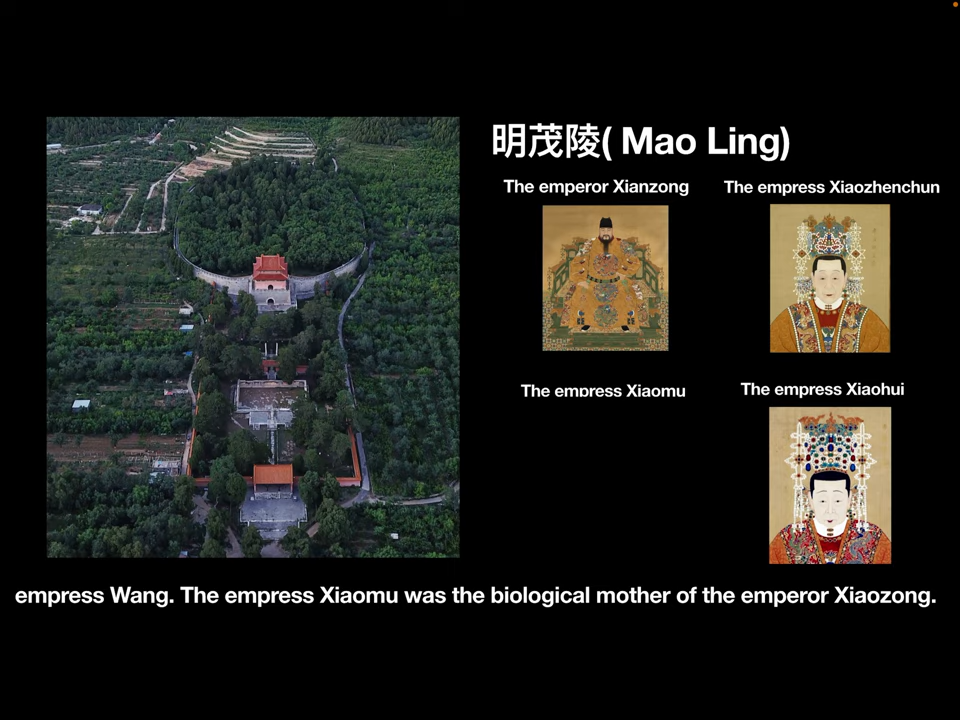 明茂陵( Mao Ling)
The emperor Xianzong
The empress Xiaozhenchun
The empress Xiaomu
The empress Xiaohui
empress Wang. The empress Xiaomu was the biological mother of the emperor Xiaozong.